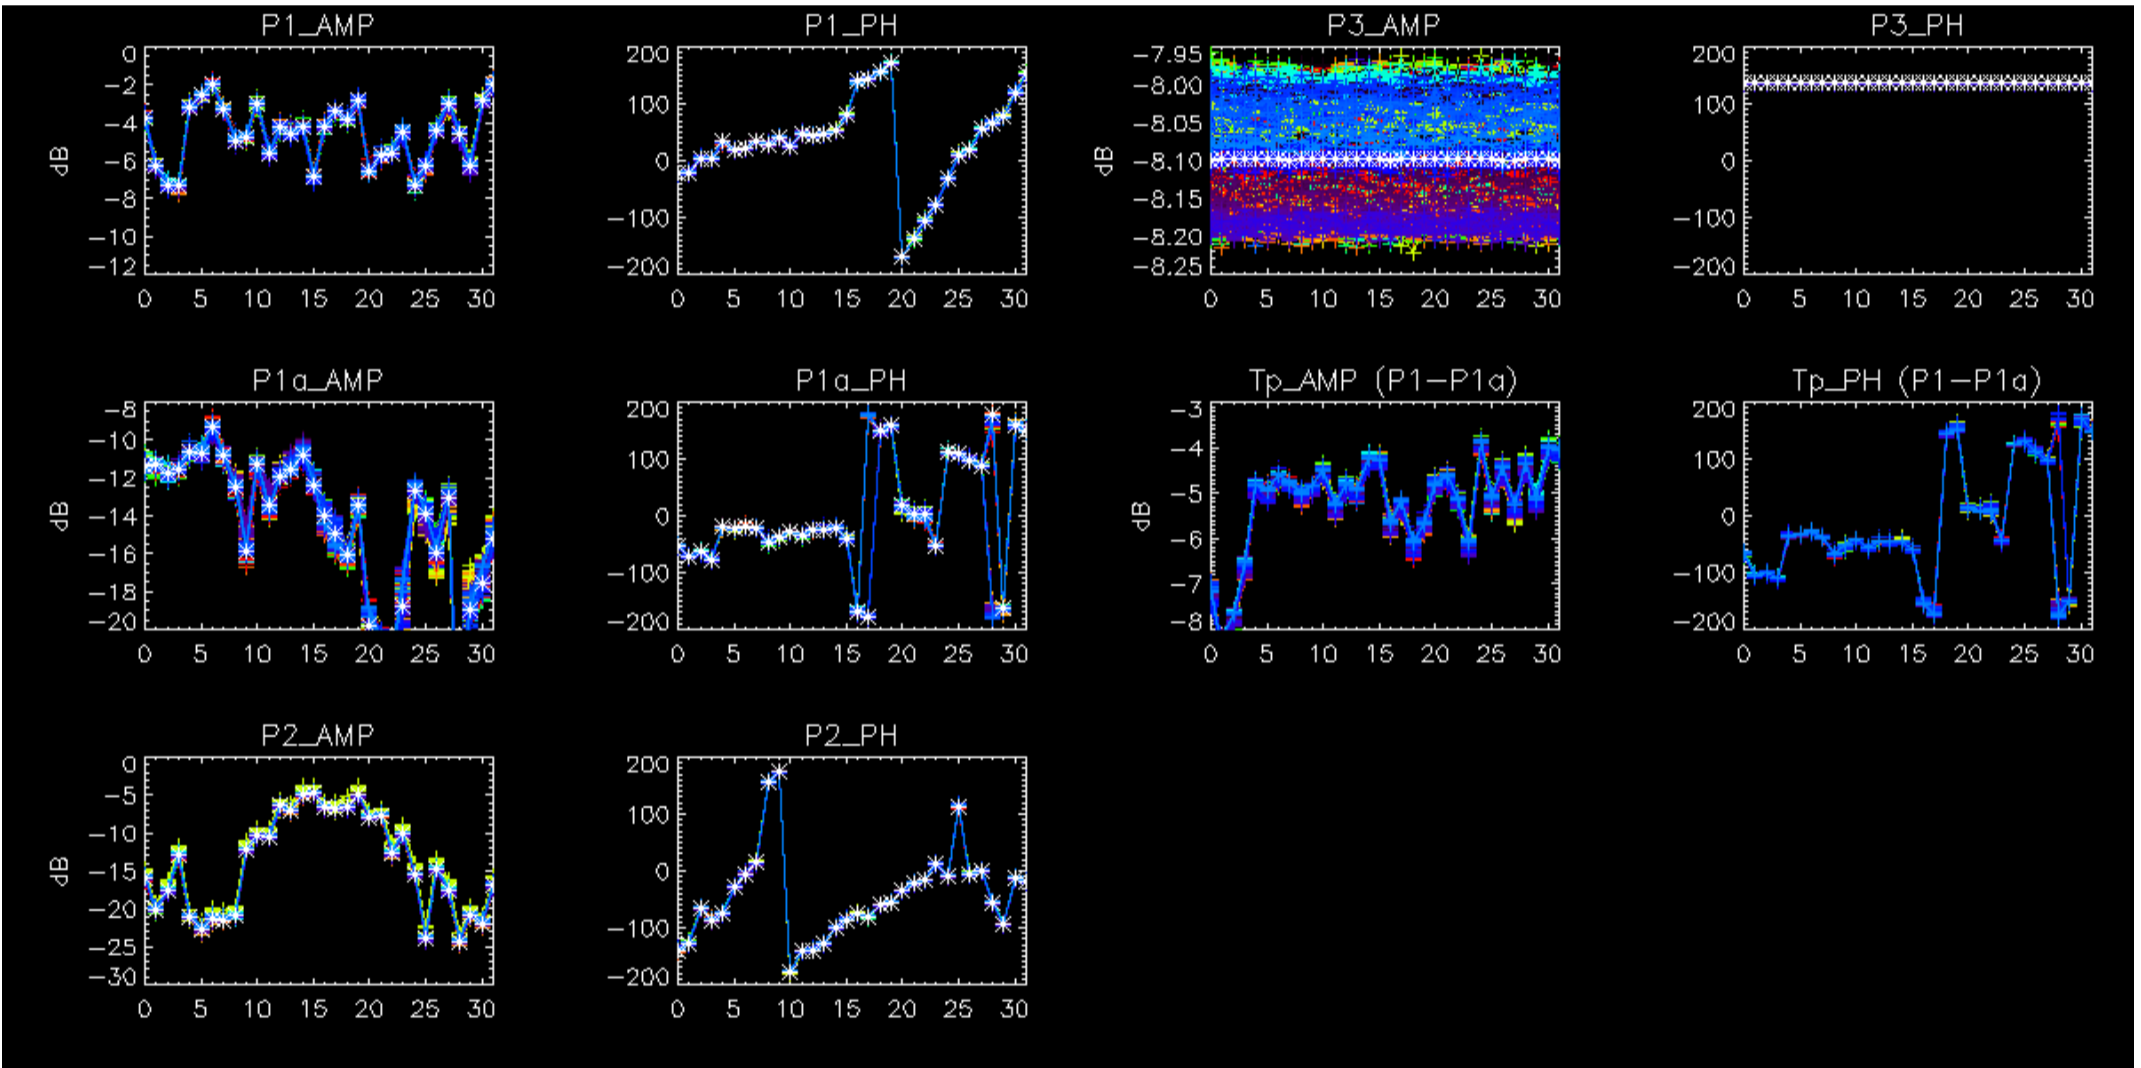 P1_AMP
P1_PH
P3_AMP
P3_PH
0
−2
−4
−6
−8
−10
−12
dB
0 5 10 15 20 25 30
200
100
0
−100
−200
0 5 10 15 20 25 30
−7.95
−8.00
−8.05
−8.10
−8.15
−8.20
−8.25
dB
0 5 10 15 20 25 30
200
100
0
−100
−200
0 5 10 15 20 25 30
P1a_AMP
P1a_PH
Tp_AMP (P1−P1a)
Tp_PH (P1−P1a)
−8
−10
−12
−14
−16
−18
−20
dB
0 5 10 15 20 25 30
200
100
0
−100
−200
0 5 10 15 20 25 30
−3
−4
−5
−6
−7
−8
dB
0 5 10 15 20 25 30
200
100
0
−100
−200
0 5 10 15 20 25 30
P2_AMP
P2_PH
0
−5
−10
−15
−20
−25
−30
dB
0 5 10 15 20 25 30
200
100
0
−100
−200
0 5 10 15 20 25 30